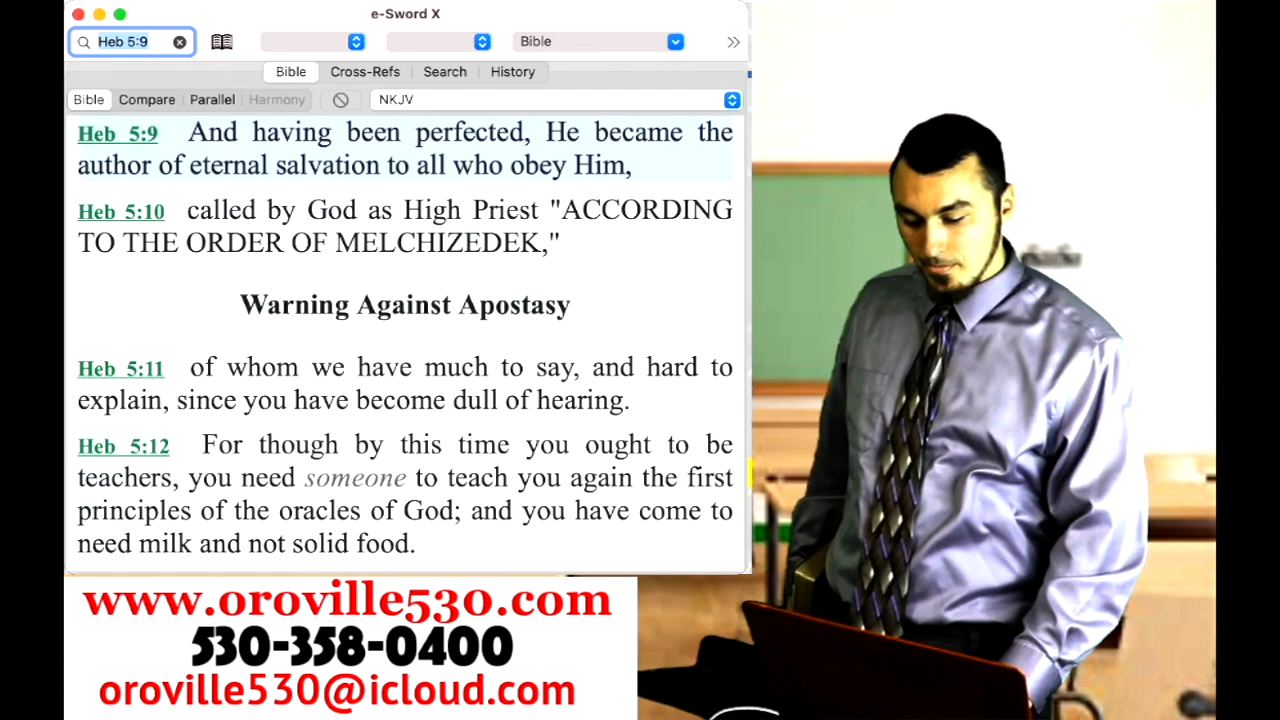 e-Sword X
Heb 5:9
Bible
Bible Cross-Refs Search History
Bible Compare Parallel Harmony NKJV
Heb 5:9 And having been perfected, He became the
author of eternal salvation to all who obey Him,
Heb 5:10 called by God as High Priest "ACCORDING
TO THE ORDER OF MELCHIZEDEK,"
Warning Against Apostasy
Heb 5:11 of whom we have much to say, and hard to
explain, since you have become dull of hearing.
Heb 5:12 For though by this time you ought to be
teachers, you need someone to teach you again the first
principles of the oracles of God; and you have come to
need milk and not solid food.
www.oroville530.com
530-358-0400
oroville530@icloud.com